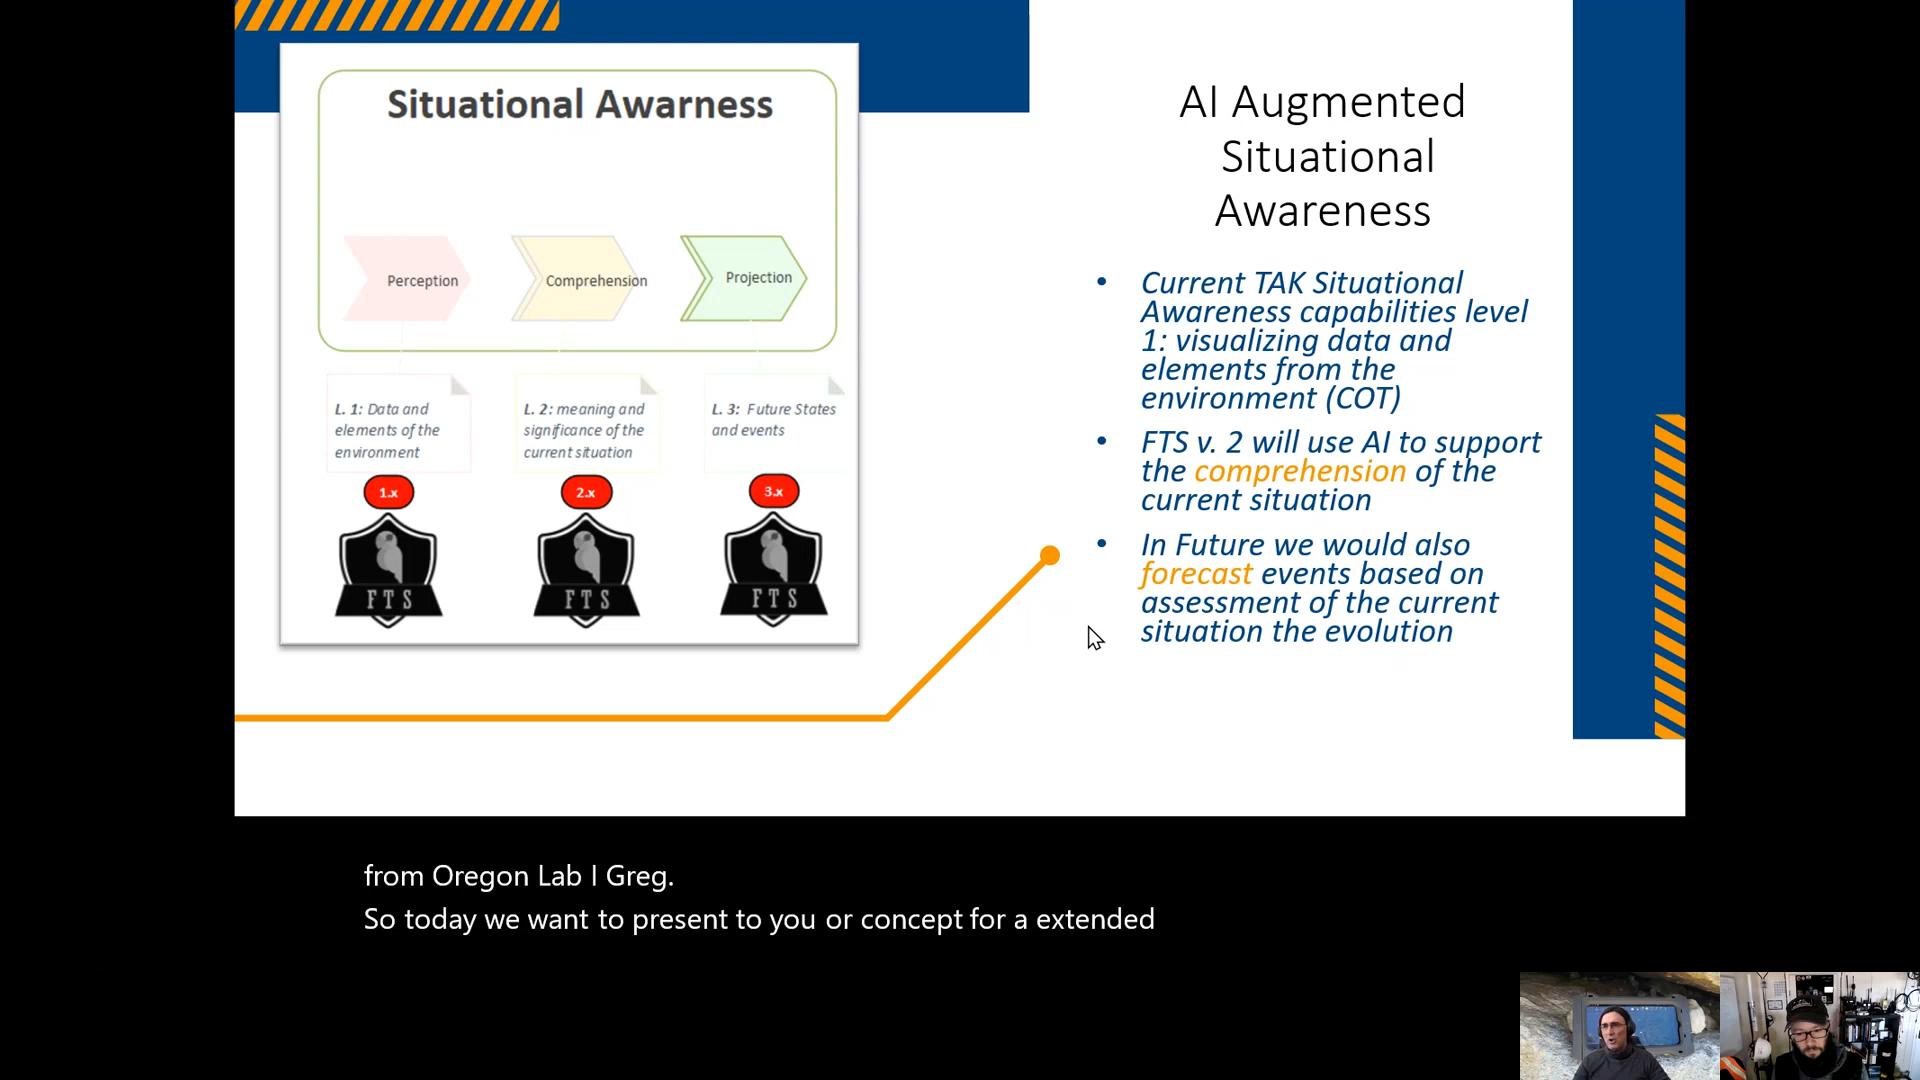 Situational Awarness
Perception
Comprehension
Projection
L. 1: Data and
elements of the
environment
L. 2: meaning and
significance of the
current situation
L. 3: Future States
and events
1.x
2.x
3.x
FTS
FTS
FTS
AI Augmented
Situational
Awareness
• Current TAK Situational
Awareness capabilities level
1: visualizing data and
elements from the
environment (COT)
• FTS v. 2 will use AI to support
the comprehension of the
current situation
• In Future we would also
forecast events based on
assessment of the current
situation the evolution
from Oregon Lab I Greg.
So today we want to present to you or concept for a extended